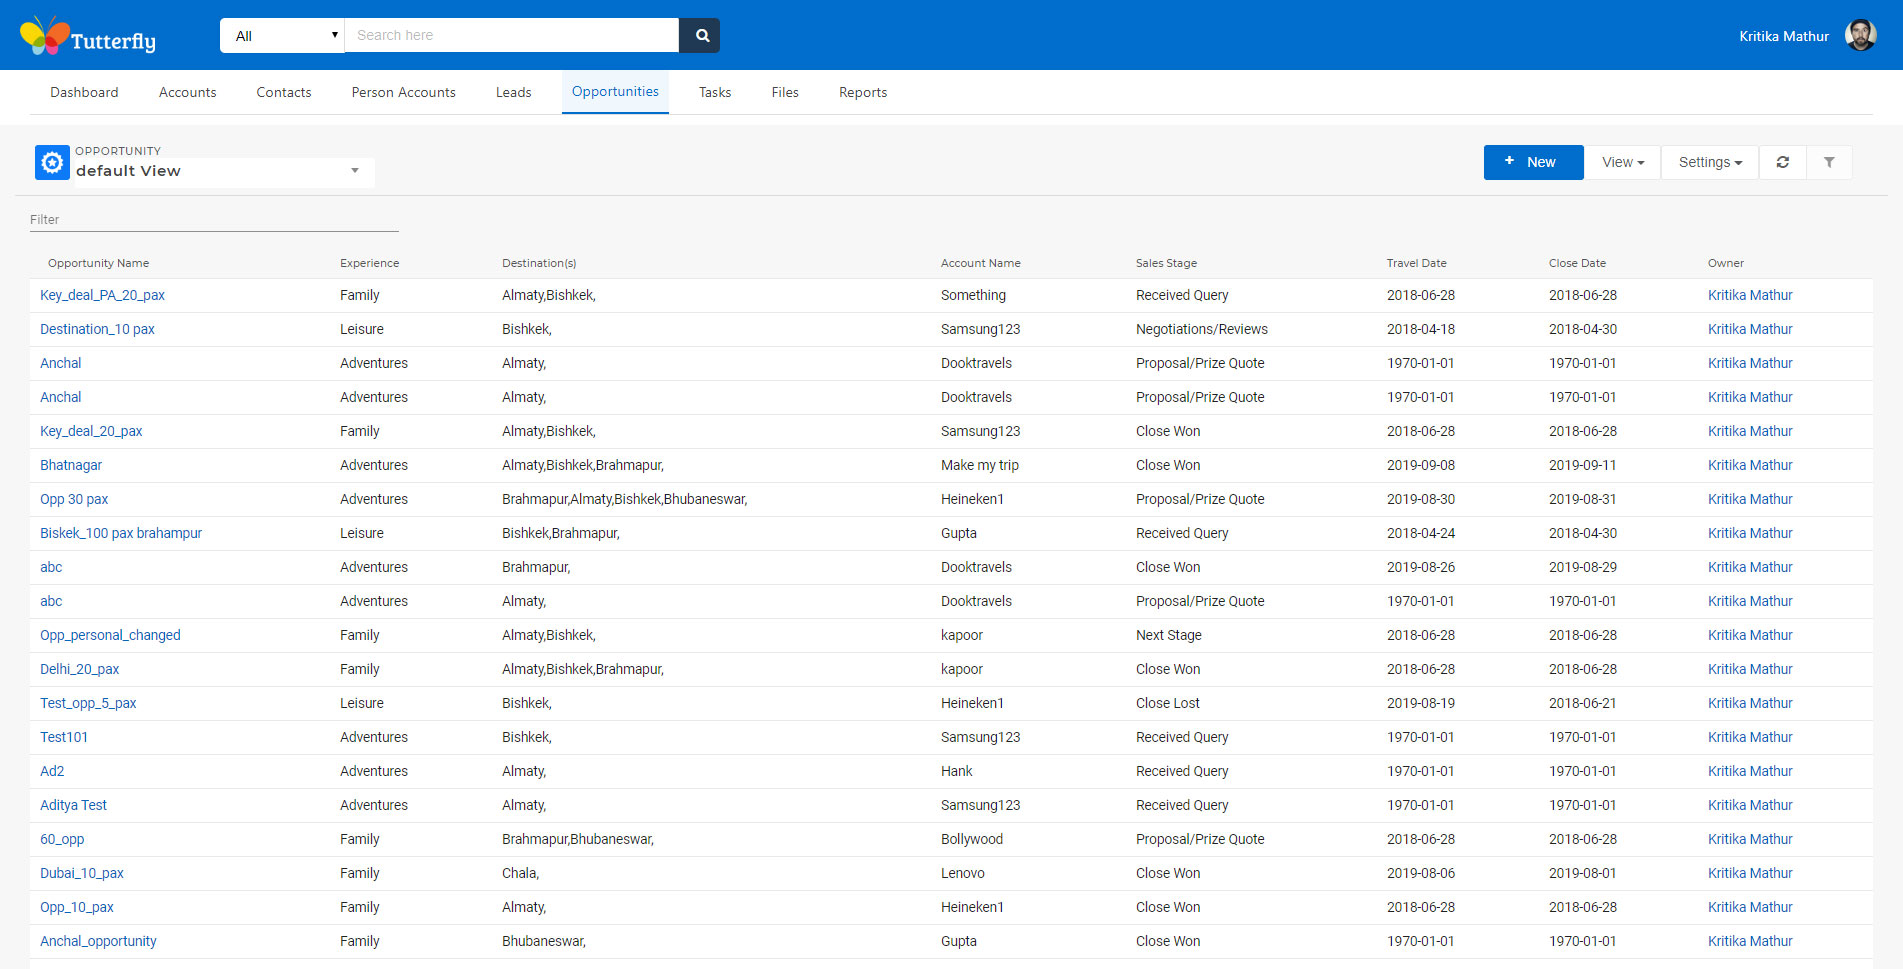 Tutterfly All Search here Kritika Mathur
Dashboard Accounts Contacts Person Accounts Leads Opportunities Tasks Files Reports
OPPORTUNITY
default View + New View Settings
Filter
Opportunity Name Experience Destination(s) Account Name Sales Stage Travel Date Close Date Owner
Key_deal_PA_20_pax Family Almaty,Bishkek, Something Received Query 2018-06-28 2018-06-28 Kritika Mathur
Destination_10 pax Leisure Bishkek, Samsung123 Negotiations/Reviews 2018-04-18 2018-04-30 Kritika Mathur
Anchal Adventures Almaty, Dooktravels Proposal/Prize Quote 1970-01-01 1970-01-01 Kritika Mathur
Anchal Adventures Almaty, Dooktravels Proposal/Prize Quote 1970-01-01 1970-01-01 Kritika Mathur
Key_deal_20_pax Family Almaty,Bishkek, Samsung123 Close Won 2018-06-28 2018-06-28 Kritika Mathur
Bhatnagar Adventures Almaty,Bishkek,Brahmapur, Make my trip Close Won 2019-09-08 2019-09-11 Kritika Mathur
Opp 30 pax Adventures Brahmapur,Almaty,Bishkek,Bhubaneswar, Heineken1 Proposal/Prize Quote 2019-08-30 2019-08-31 Kritika Mathur
Biskek_100 pax brahampur Leisure Bishkek,Brahmapur, Gupta Received Query 2018-04-24 2018-04-30 Kritika Mathur
abc Adventures Brahmapur, Dooktravels Close Won 2019-08-26 2019-08-29 Kritika Mathur
abc Adventures Almaty, Dooktravels Proposal/Prize Quote 1970-01-01 1970-01-01 Kritika Mathur
Opp_personal_changed Family Almaty,Bishkek, kapoor Next Stage 2018-06-28 2018-06-28 Kritika Mathur
Delhi_20_pax Family Almaty,Bishkek,Brahmapur, kapoor Close Won 2018-06-28 2018-06-28 Kritika Mathur
Test_opp_5_pax Leisure Bishkek, Heineken1 Close Lost 2019-08-19 2018-06-21 Kritika Mathur
Test101 Adventures Bishkek, Samsung123 Received Query 1970-01-01 1970-01-01 Kritika Mathur
Ad2 Adventures Almaty, Hank Received Query 1970-01-01 1970-01-01 Kritika Mathur
Aditya Test Adventures Almaty, Samsung123 Received Query 1970-01-01 1970-01-01 Kritika Mathur
60_opp Family Brahmapur,Bhubaneswar, Bollywood Proposal/Prize Quote 2018-06-28 2018-06-28 Kritika Mathur
Dubai_10_pax Family Chala, Lenovo Close Won 2019-08-06 2019-08-01 Kritika Mathur
Opp_10_pax Family Almaty, Heineken1 Close Won 2018-06-28 2018-06-28 Kritika Mathur
Anchal_opportunity Family Bhubaneswar, Gupta Close Won 1970-01-01 1970-01-01 Kritika Mathur